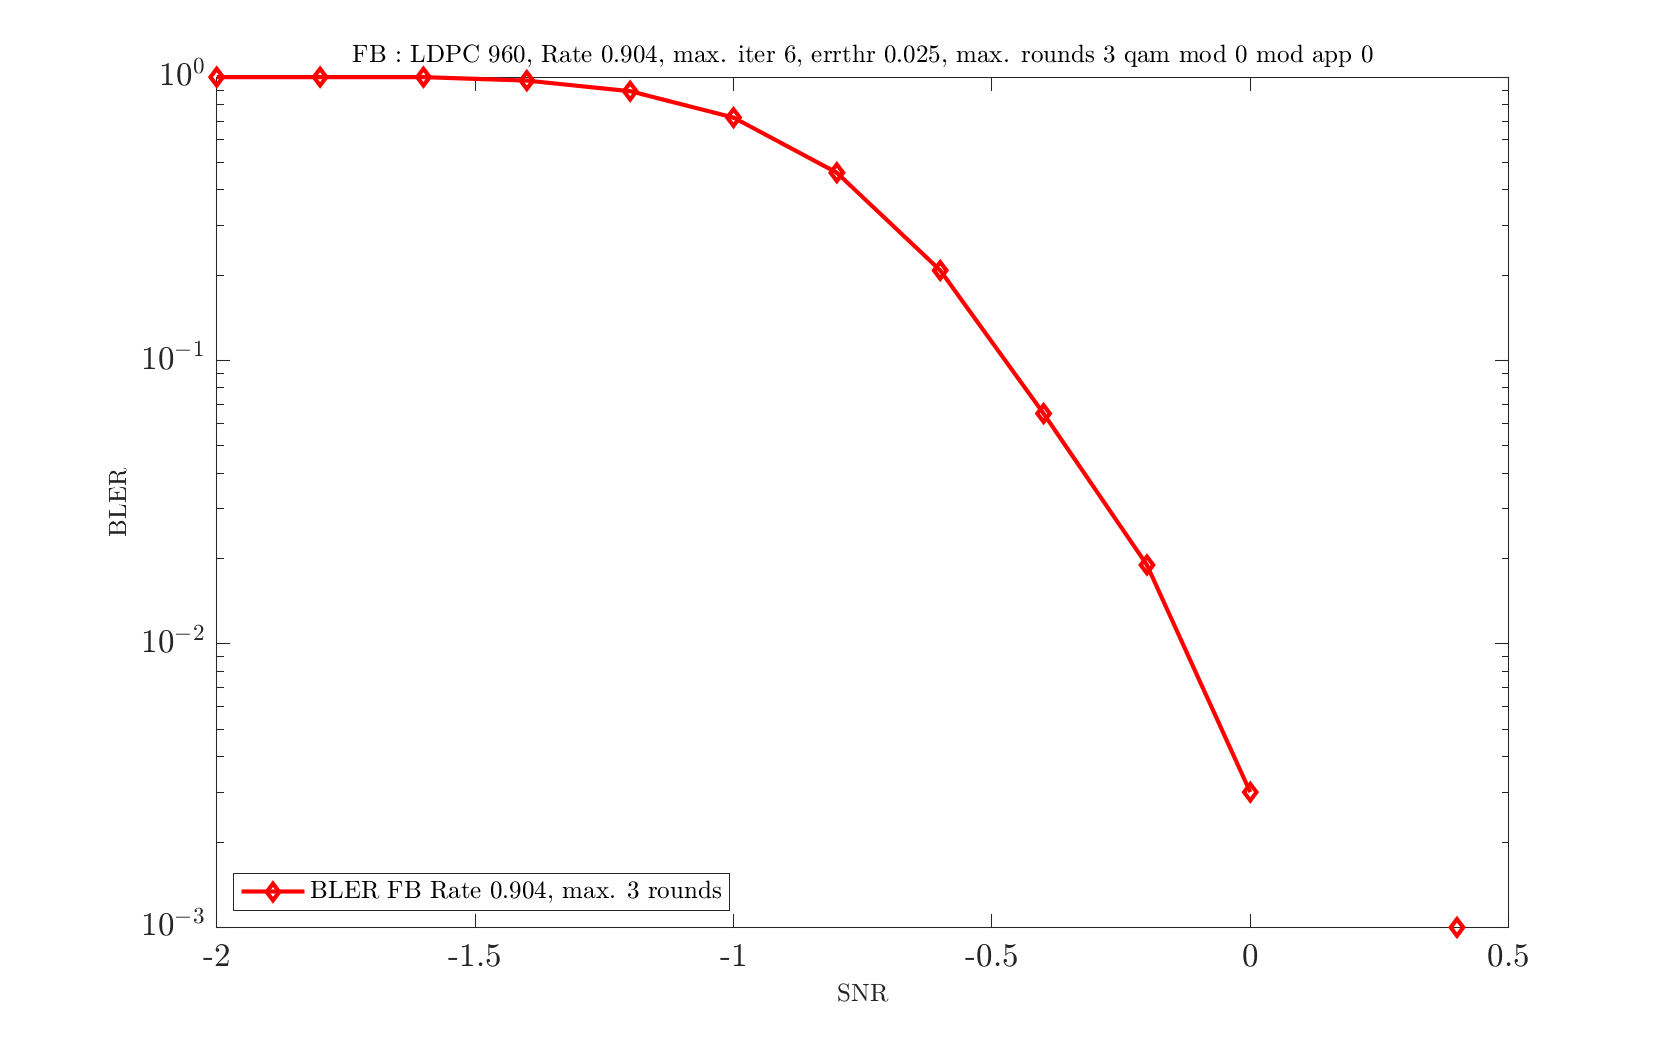 FB : LDPC 960, Rate 0.904, max. iter 6, errthr 0.025, max. rounds 3 qam mod 0 mod app 0
10^0
10^{-1}
10^{-2}
10^{-3}
BLER
BLER FB Rate 0.904, max. 3 rounds
-2 -1.5 -1 -0.5 0 0.5
SNR